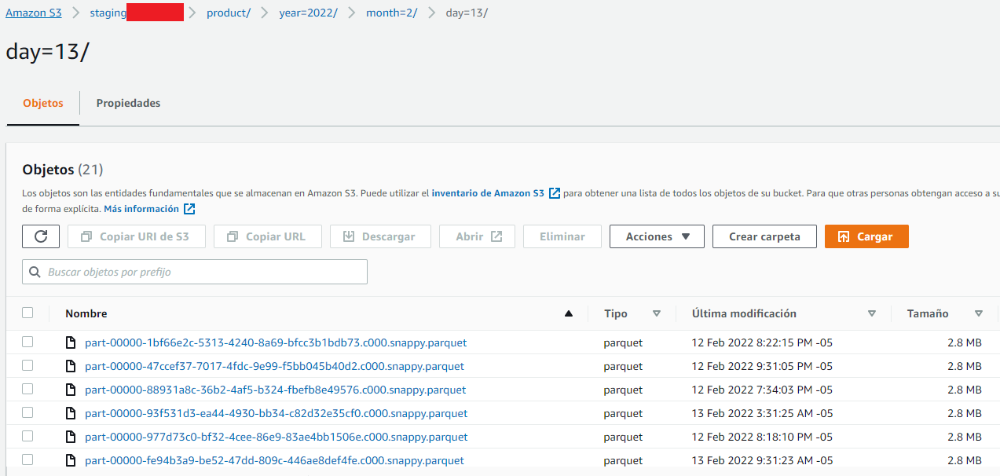 Amazon S3 > staging > product/ > year=2022/ > month=2/ > day=13/
day=13/
Objetos Propiedades
Objetos (21)
Los objetos son las entidades fundamentales que se almacenan en Amazon S3. Puede utilizar el inventario de Amazon S3 para obtener una lista de todos los objetos de su bucket. Para que otras personas obtengan acceso a su
de forma explícita. Más información
Copiar URI de S3 Copiar URL Descargar Abrir Eliminar Acciones ▼ Crear carpeta Cargar
Buscar objetos por prefijo
Nombre ▲ Tipo ▽ Última modificación ▽ Tamaño ▽
part-00000-1bf66e2c-5313-4240-8a69-bfcc3b1bdb73.c000.snappy.parquet parquet 12 Feb 2022 8:22:15 PM -05 2.8 MB
part-00000-47ccef37-7017-4fdc-9e99-f5bb045b40d2.c000.snappy.parquet parquet 12 Feb 2022 9:31:05 PM -05 2.8 MB
part-00000-88931a8c-36b2-4af5-b324-fbefb8e49576.c000.snappy.parquet parquet 12 Feb 2022 7:34:03 PM -05 2.8 MB
part-00000-93f531d3-ea44-4930-bb34-c82d32e35cf0.c000.snappy.parquet parquet 13 Feb 2022 3:31:25 AM -05 2.8 MB
part-00000-977d73c0-bf32-4cee-86e9-83ae4bb1506e.c000.snappy.parquet parquet 12 Feb 2022 8:18:10 PM -05 2.8 MB
part-00000-fe94b3a9-be52-47dd-809c-446ae8def4fe.c000.snappy.parquet parquet 13 Feb 2022 9:31:23 AM -05 2.8 MB